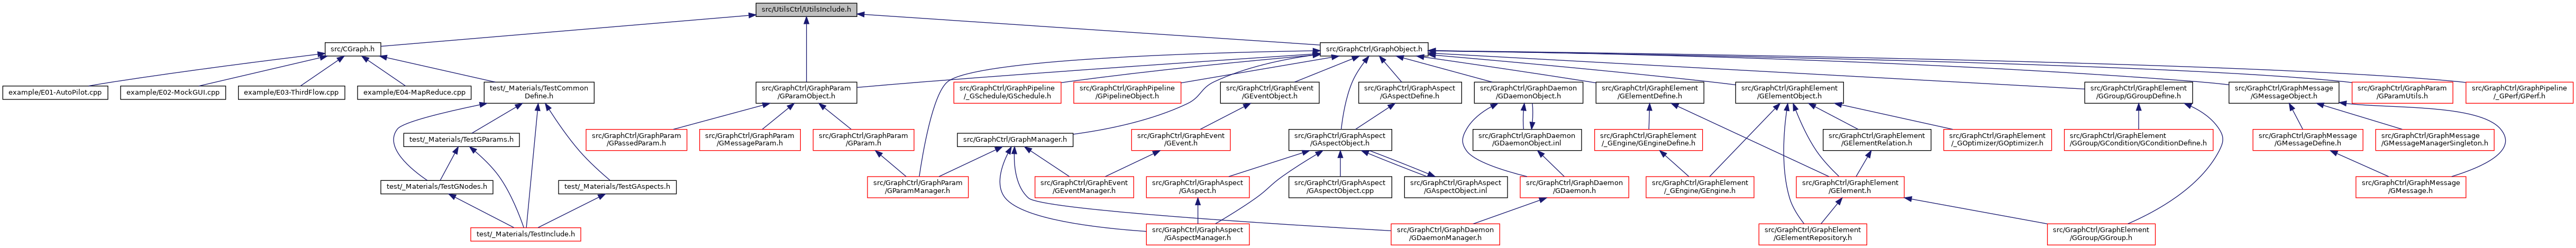 src/UtilsCtrl/UtilsInclude.h
src/CGraph.h
src/GraphCtrl/GraphObject.h
example/E01-AutoPilot.cpp
example/E02-MockGUI.cpp
example/E03-ThirdFlow.cpp
example/E04-MapReduce.cpp
test/_Materials/TestCommon
Define.h
src/GraphCtrl/GraphParam
/GParamObject.h
src/GraphCtrl/GraphPipeline
/_GSchedule/GSchedule.h
src/GraphCtrl/GraphPipeline
/GPipelineObject.h
src/GraphCtrl/GraphEvent
/GEventObject.h
src/GraphCtrl/GraphAspect
/GAspectDefine.h
src/GraphCtrl/GraphDaemon
/GDaemonObject.h
src/GraphCtrl/GraphElement
/GElementDefine.h
src/GraphCtrl/GraphElement
/GElementObject.h
src/GraphCtrl/GraphElement
/GGroup/GGroupDefine.h
src/GraphCtrl/GraphMessage
/GMessageObject.h
src/GraphCtrl/GraphParam
/GParamUtils.h
src/GraphCtrl/GraphPipeline
/_GPerf/GPerf.h
test/_Materials/TestGParams.h
src/GraphCtrl/GraphParam
/GPassedParam.h
src/GraphCtrl/GraphParam
/GMessageParam.h
src/GraphCtrl/GraphParam
/GParam.h
src/GraphCtrl/GraphManager.h
src/GraphCtrl/GraphEvent
/GEvent.h
src/GraphCtrl/GraphAspect
/GAspectObject.h
src/GraphCtrl/GraphDaemon
/GDaemonObject.inl
src/GraphCtrl/GraphElement
/_GEngine/GEngineDefine.h
src/GraphCtrl/GraphElement
/GElementRelation.h
src/GraphCtrl/GraphElement
/_GOptimizer/GOptimizer.h
src/GraphCtrl/GraphElement
/GGroup/GCondition/GConditionDefine.h
src/GraphCtrl/GraphMessage
/GMessageDefine.h
src/GraphCtrl/GraphMessage
/GMessageManagerSingleton.h
test/_Materials/TestGNodes.h
test/_Materials/TestGAspects.h
src/GraphCtrl/GraphParam
/GParamManager.h
src/GraphCtrl/GraphEvent
/GEventManager.h
src/GraphCtrl/GraphAspect
/GAspect.h
src/GraphCtrl/GraphAspect
/GAspectObject.cpp
src/GraphCtrl/GraphAspect
/GAspectObject.inl
src/GraphCtrl/GraphDaemon
/GDaemon.h
src/GraphCtrl/GraphElement
/_GEngine/GEngine.h
src/GraphCtrl/GraphElement
/GElement.h
src/GraphCtrl/GraphMessage
/GMessage.h
test/_Materials/TestInclude.h
src/GraphCtrl/GraphAspect
/GAspectManager.h
src/GraphCtrl/GraphDaemon
/GDaemonManager.h
src/GraphCtrl/GraphElement
/GElementRepository.h
src/GraphCtrl/GraphElement
/GGroup/GGroup.h